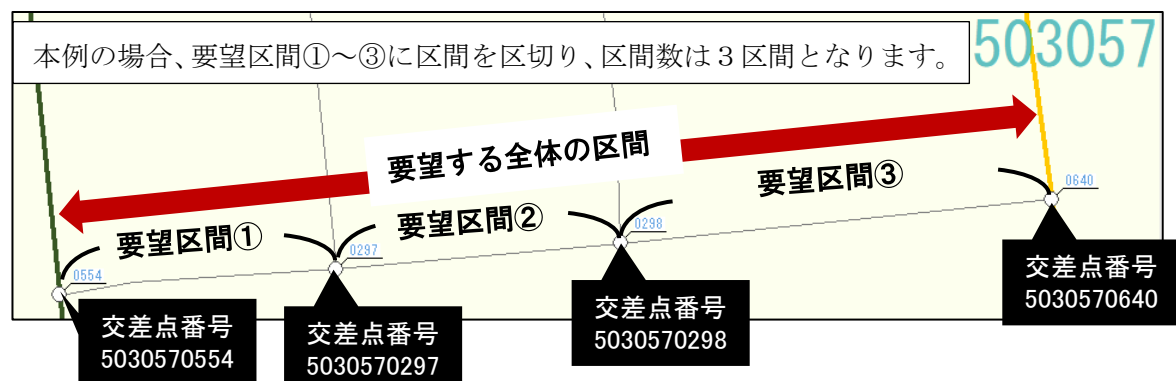 本例の場合、要望区間①～③に区間を区切り、区間数は３区間となります。
503057
要望する全体の区間
要望区間①
要望区間②
要望区間③
0554
0297
0298
0640
交差点番号
5030570554
交差点番号
5030570297
交差点番号
5030570298
交差点番号
5030570640